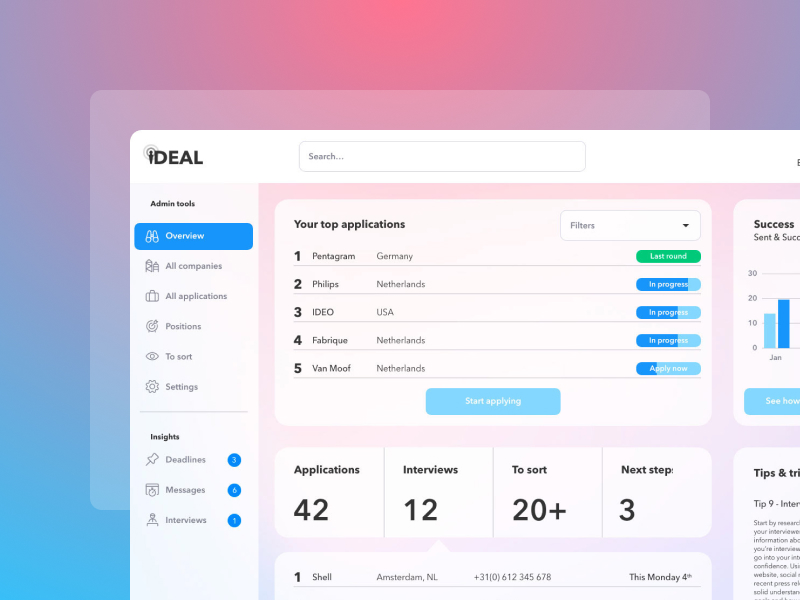 iDEAL
Search...
Admin tools
Overview
All companies
All applications
Positions
To sort
Settings
Insights
Deadlines 3
Messages 6
Interviews 1
Your top applications
Filters
1 Pentagram Germany Last round
2 Philips Netherlands In progress
3 IDEO USA In progress
4 Fabrique Netherlands In progress
5 Van Moof Netherlands Apply now
Start applying
Success
Sent & Succ
30
20
10
0
Jan
See how
Applications
42
Interviews
12
To sort
20+
Next steps
3
1 Shell Amsterdam, NL +31(0) 612 345 678 This Monday 4th
Tips & tri
Tip 9 - Inter
Start by research
your interviewe
information abo
you're interview
go into your inte
confidence. Usi
website, social
recent press rel
solid understan